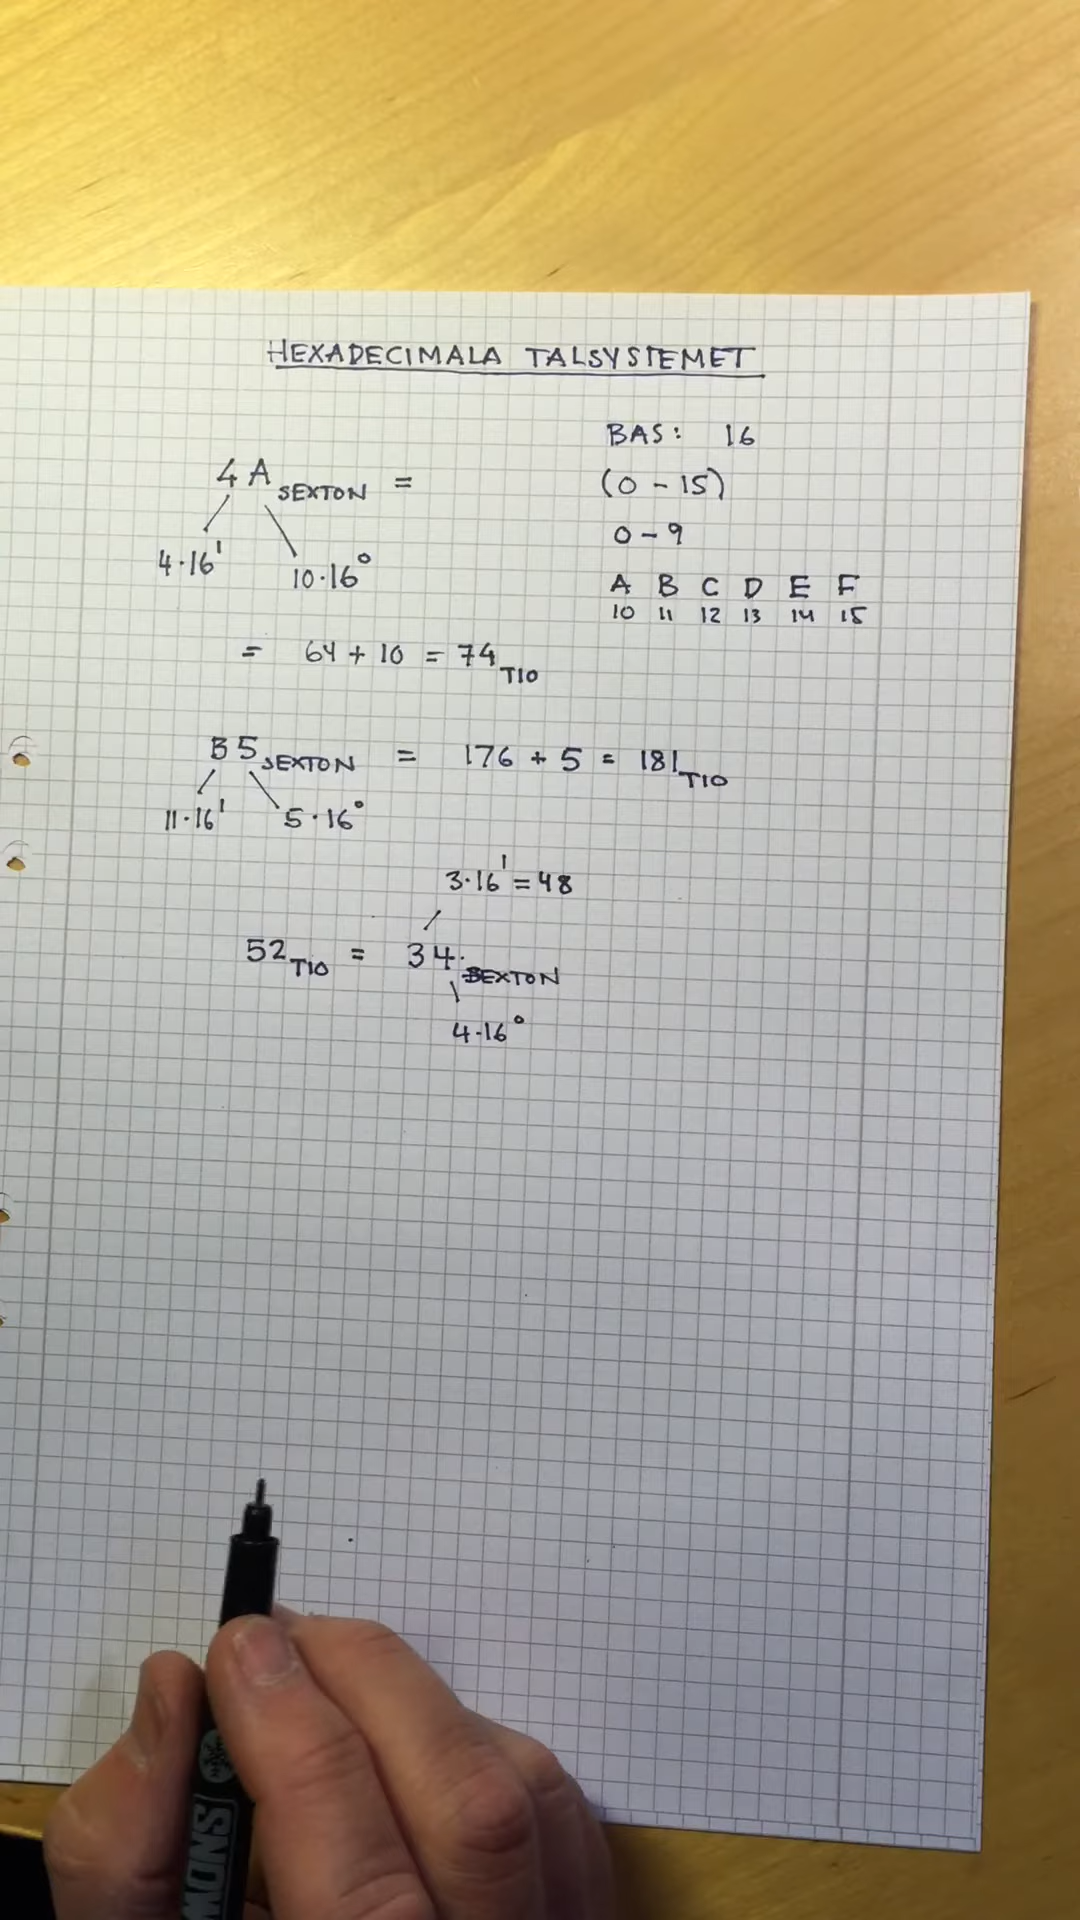 HEXADECIMALA TALSYSTEMET
BAS: 16
(0 - 15)
0 - 9
A B C D E F
10 11 12 13 14 15
4A SEXTON =
4·16¹ 10·16⁰
= 64 + 10 = 74 TIO
B5 SEXTON = 176 + 5 = 181 TIO
11·16¹ 5·16⁰
3·16¹ = 48
52 TIO = 34 SEXTON
4·16⁰
SNOW